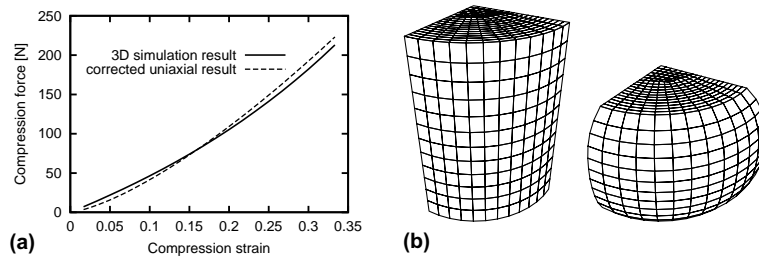 250
200
150
100
50
0
Compression force [N]
3D simulation result
corrected uniaxial result
0 0.05 0.1 0.15 0.2 0.25 0.3 0.35
Compression strain
(a)
(b)